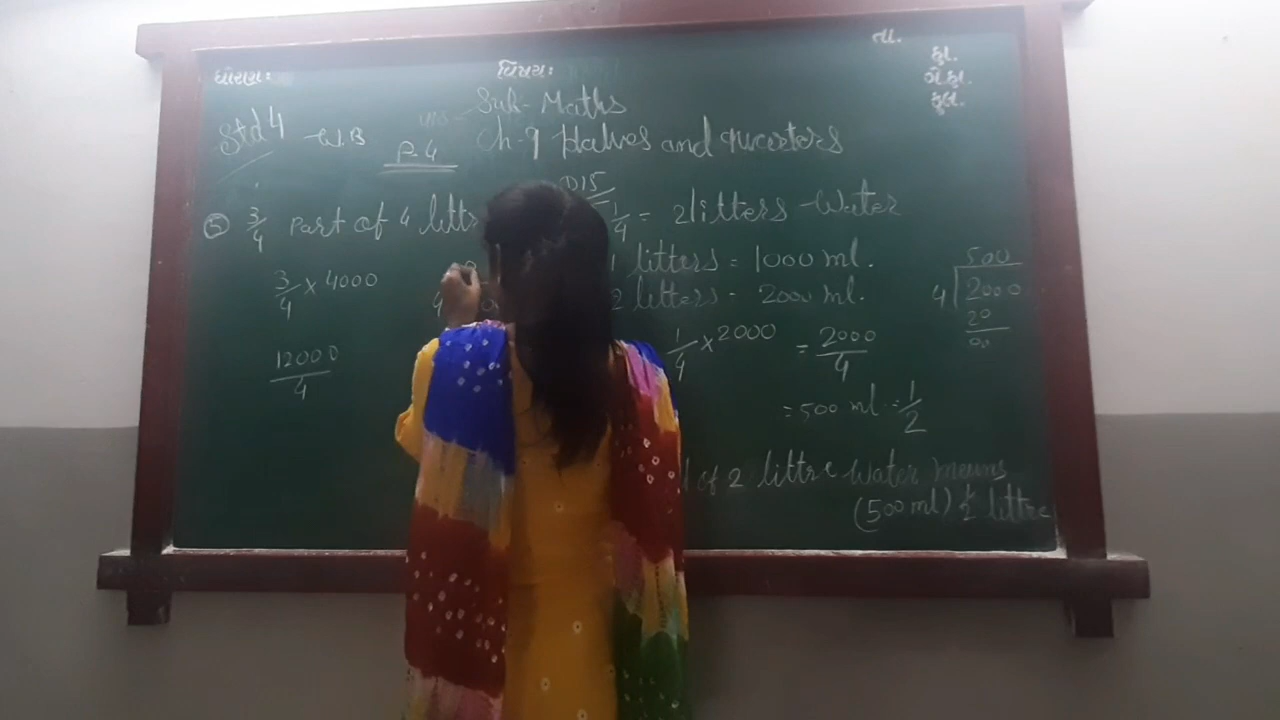 ધોરણ: વિષય: તા.
હા.
ગે.હા.
કુલ.
Sub- Maths
Std 4 W.B P. 4 Ch-9 Halves and quarters
D15
⑤ 3/4 Part of 4 litt 1/4 = 2 litters Water
3/4 × 4000
litters = 1000 ml.
2 litters - 2000 ml.
500
4 2000
20
00
1/4 × 2000 = 2000/4
12000/4
= 500 ml = 1/2
of 2 littre Water means
(500 ml) ½ littre